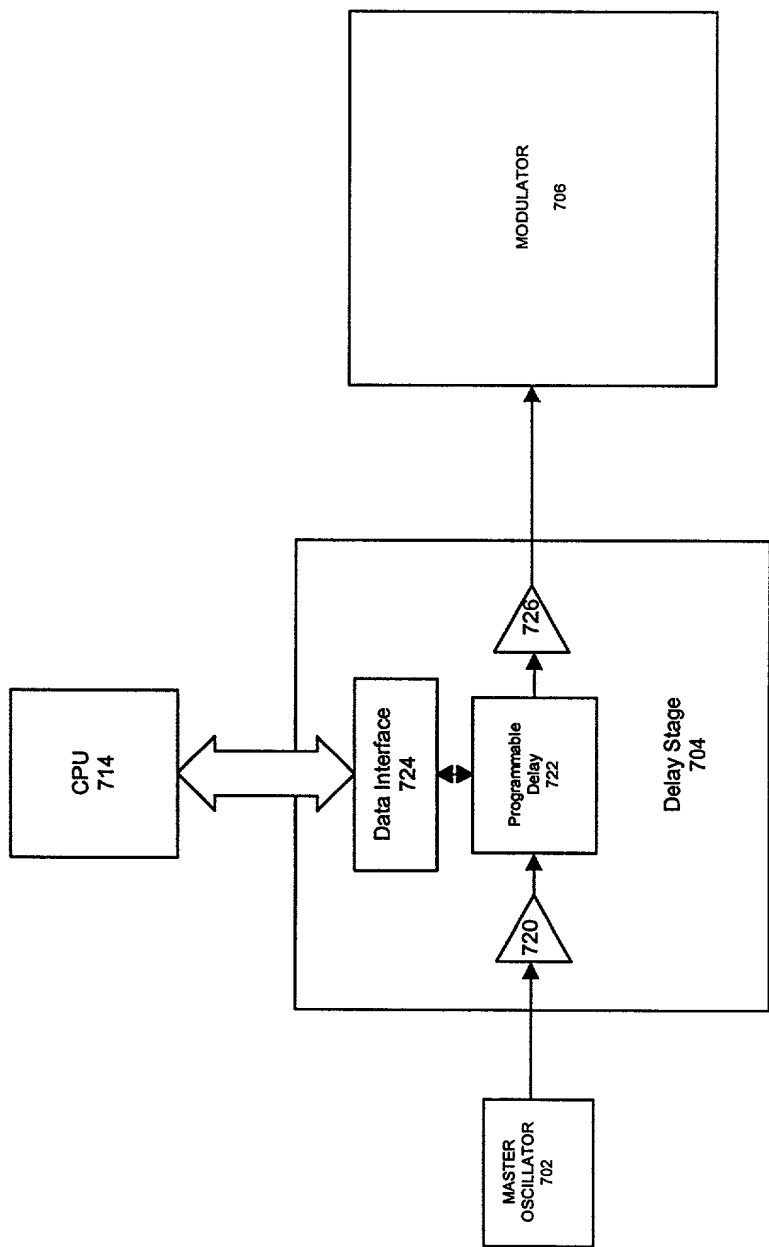 CPU
714
Data Interface
724
MASTER
OSCILLATOR
702
720
Programmable
Delay
722
726
Delay Stage
704
MODULATOR
706